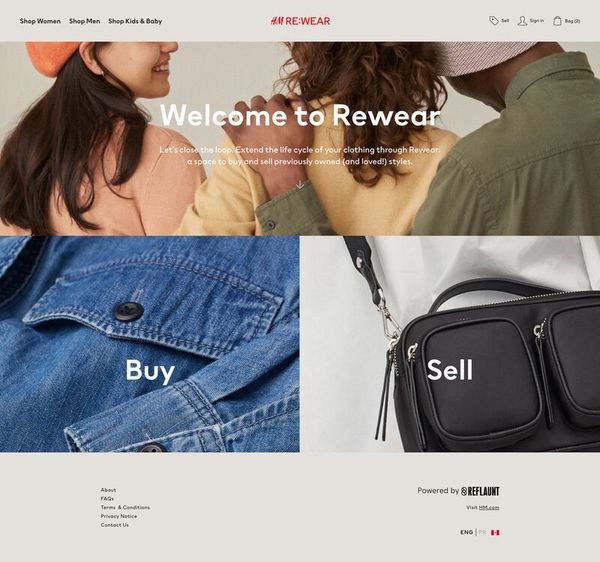 Shop Women Shop Men Shop Kids & Baby
H&M RE:WEAR
Sell Sign in Bag (2)
Welcome to Rewear
Let's close the loop. Extend the life cycle of your clothing through Rewear:
a space to buy and sell previously owned (and loved!) styles.
Buy
Sell
About
FAQs
Terms & Conditions
Privacy Notice
Contact Us
Powered by REFLAUNT
Visit HM.com
ENG | FR